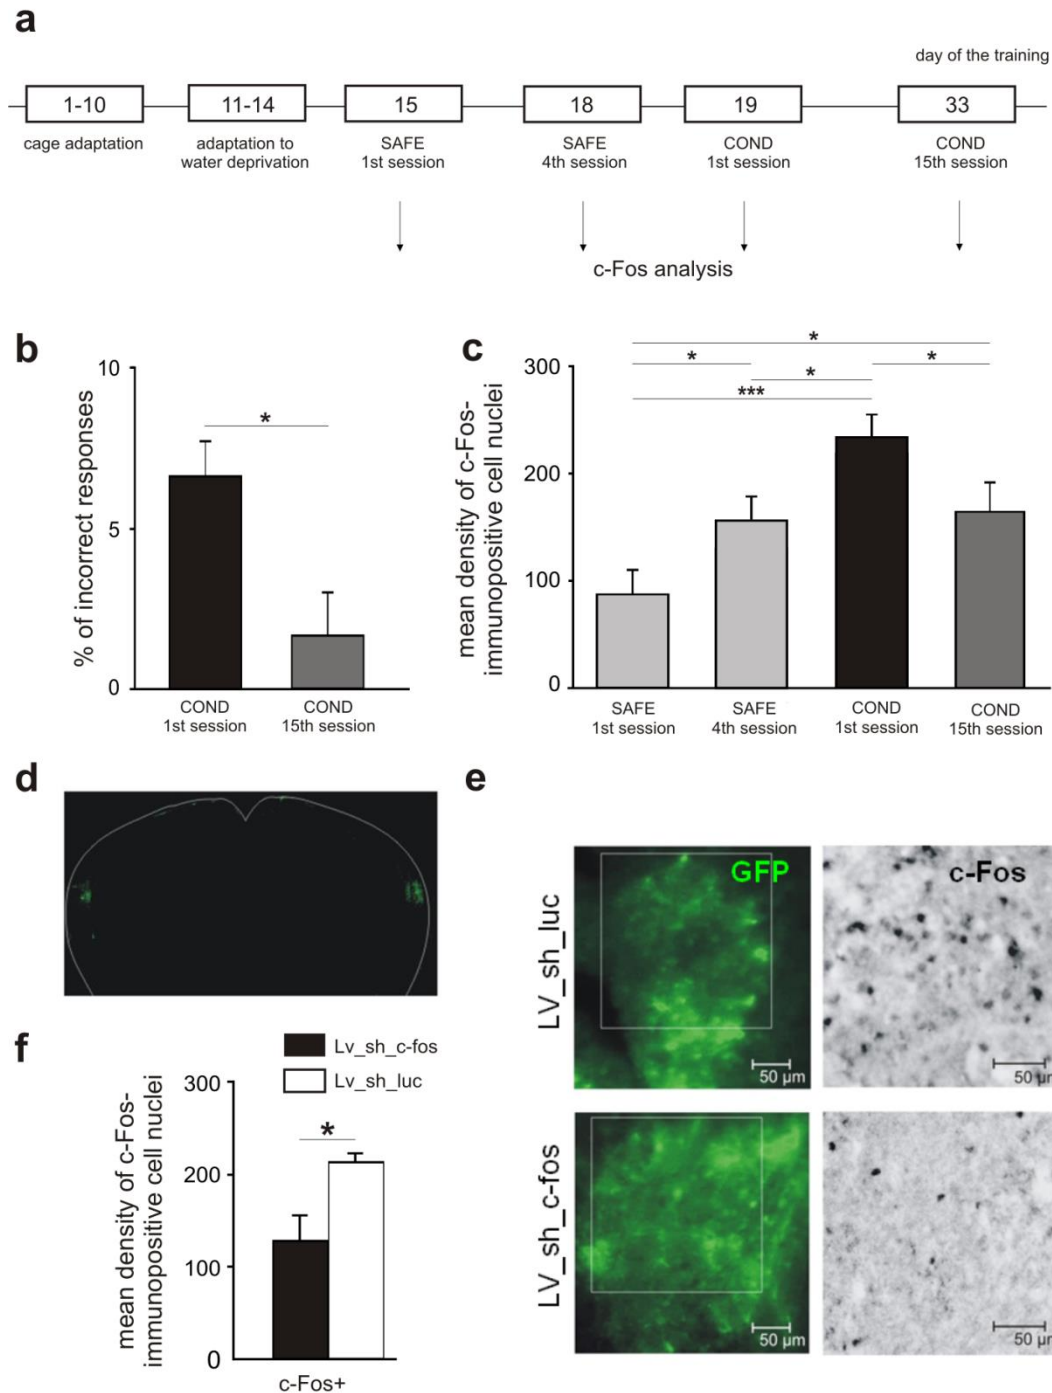 a
day of the training
1-10
11-14
15
18
19
33
cage adaptation
adaptation to
water deprivation
SAFE
1st session
SAFE
4th session
COND
1st session
COND
15th session
c-Fos analysis
b
% of incorrect responses
10
5
0
*
COND
1st session
COND
15th session
c
mean density of c-Fos-
immunopositive cell nuclei
300
200
100
0
*
*
*
*
***
SAFE
1st session
SAFE
4th session
COND
1st session
COND
15th session
d
e
LV_sh_luc
GFP
50 µm
c-Fos
50 µm
LV_sh_c-fos
50 µm
50 µm
f
Lv_sh_c-fos
Lv_sh_luc
mean density of c-Fos-
immunopositive cell nuclei
300
200
100
0
*
c-Fos+